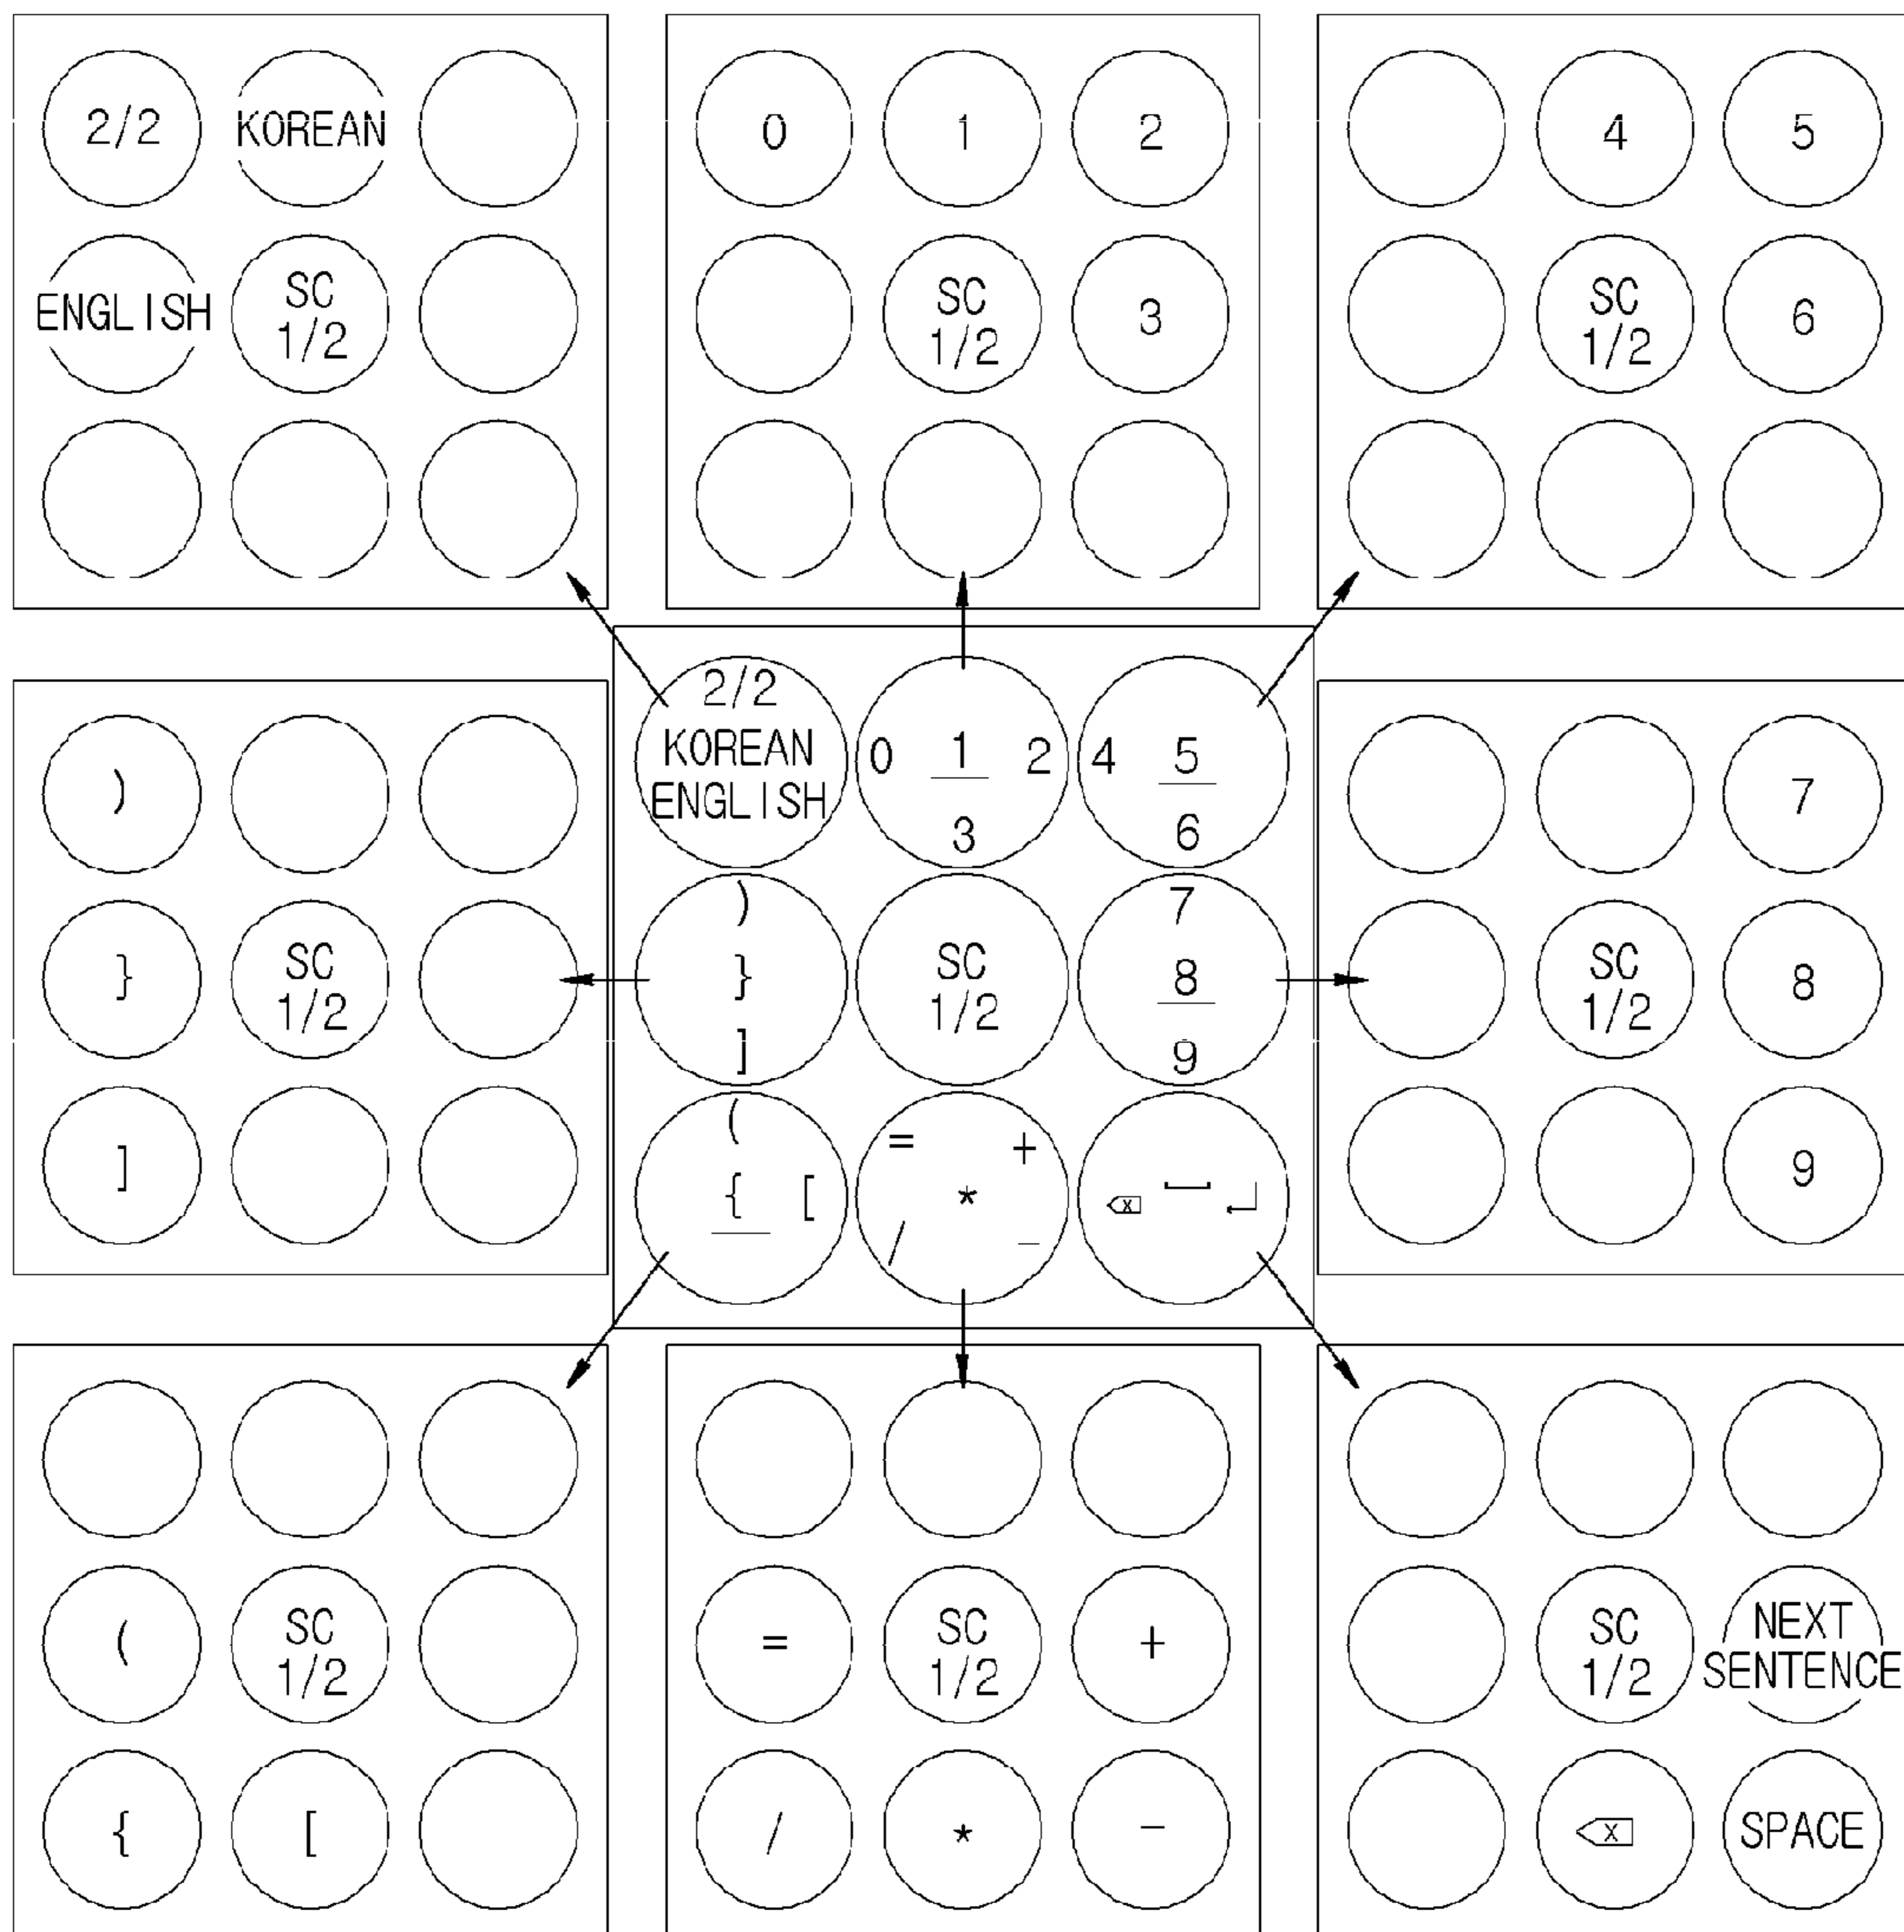 2/2 KOREAN
ENGLISH SC
1/2
0 1 2
SC
1/2 3
4 5
SC
1/2 6
)
} SC
1/2
]
2/2
KOREAN
ENGLISH
0 1 2
3
4 5
6
)
}
]
SC
1/2
7
8
9
(
{ [
= +
*
/ -
7
SC
1/2 8
9
( SC
1/2
{ [
= SC
1/2 +
/ * -
SC
1/2 NEXT
SENTENCE
SPACE